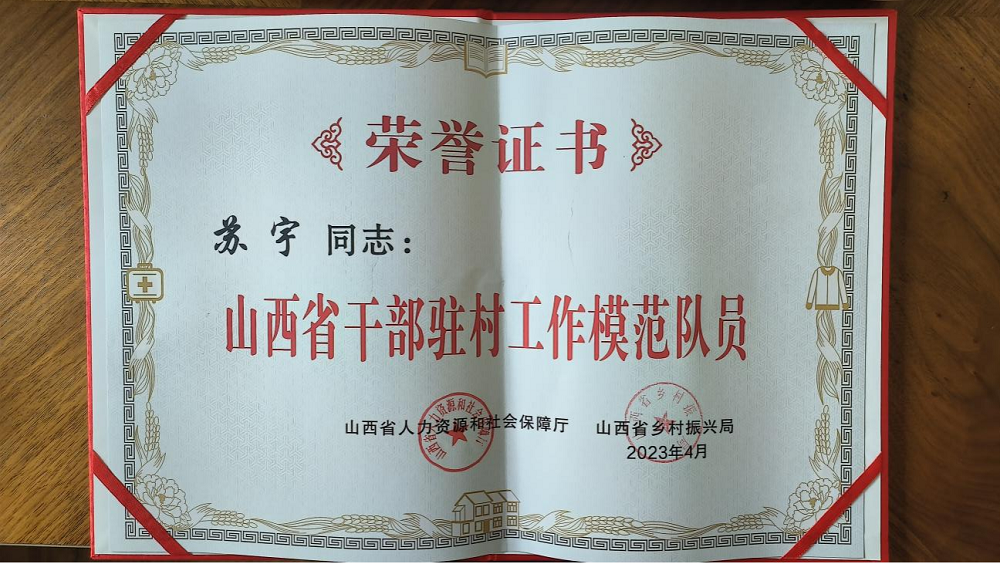 荣誉证书
苏宇 同志：
山西省干部驻村工作模范队员
山西省人力资源和社会保障厅 山西省乡村振兴局
2023年4月